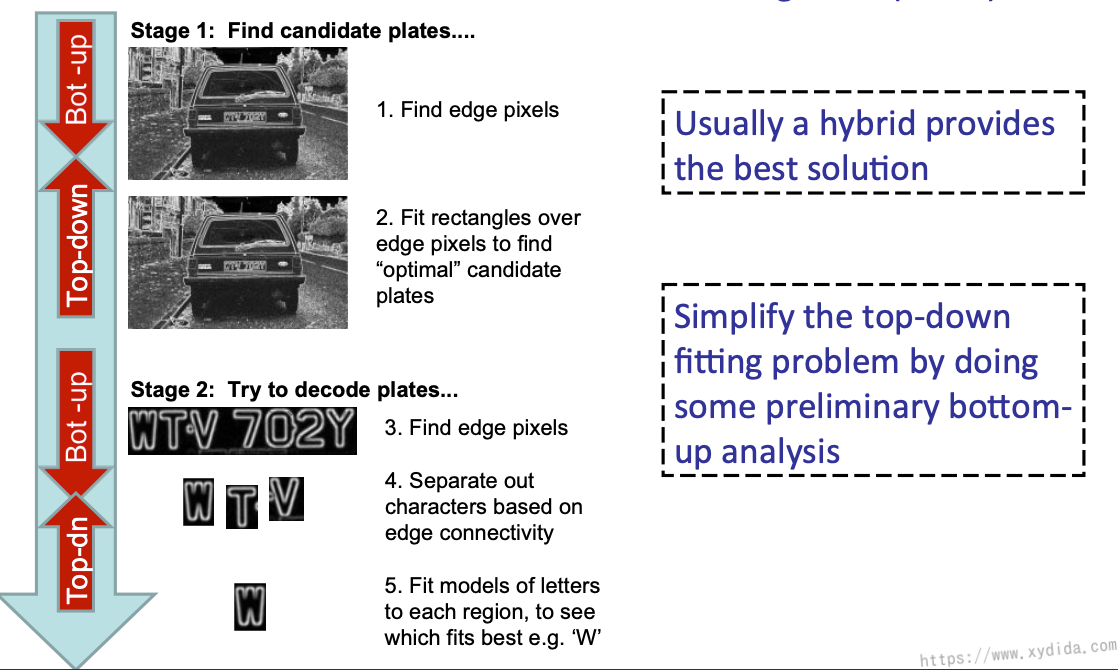 Bot -up
Top-down
Bot -up
Top-dn
Stage 1: Find candidate plates....
1. Find edge pixels
2. Fit rectangles over
edge pixels to find
“optimal” candidate
plates
Stage 2: Try to decode plates...
WTV 702Y
3. Find edge pixels
W T V
4. Separate out
characters based on
edge connectivity
W
5. Fit models of letters
to each region, to see
which fits best e.g. ‘W’
Usually a hybrid provides
the best solution
Simplify the top-down
fitting problem by doing
some preliminary bottom-
up analysis
https://www.xydida.com